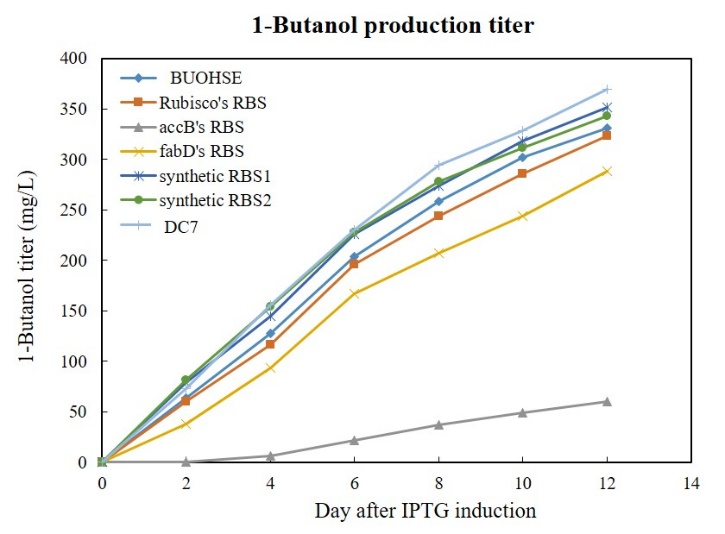 1-Butanol production titer
400
350
300
250
200
150
100
50
0
1-Butanol titer (mg/L)
BUOHSE
Rubisco's RBS
accB's RBS
fabD's RBS
synthetic RBS1
synthetic RBS2
DC7
0 2 4 6 8 10 12 14
Day after IPTG induction